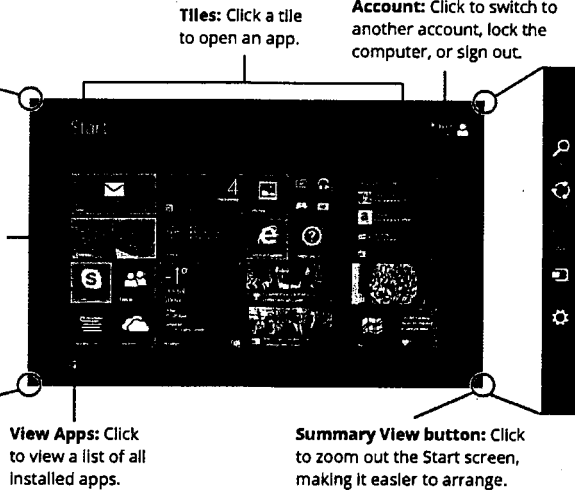 Tiles: Click a tile
to open an app.
Account: Click to switch to
another account, lock the
computer, or sign out.
Start
4
-1°
View Apps: Click
to view a list of all
installed apps.
Summary View button: Click
to zoom out the Start screen,
making it easier to arrange.